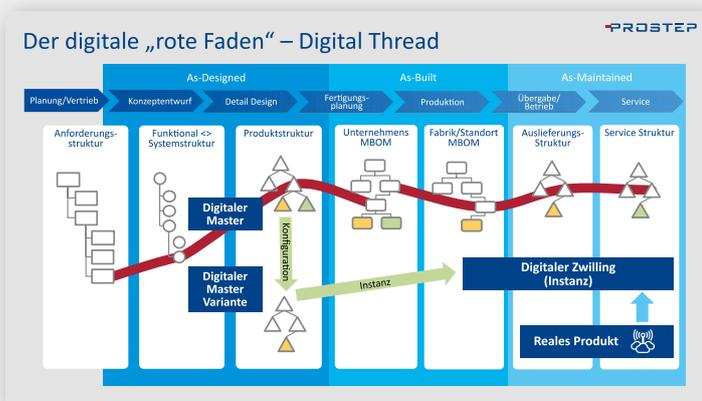 PROSTEP
Der digitale „rote Faden“ – Digital Thread
As-Designed
As-Built
As-Maintained
Planung/Vertrieb
Konzeptentwurf
Detail Design
Fertigungs-
planung
Produktion
Übergabe/
Betrieb
Service
Anforderungs-
struktur
Funktional <>
Systemstruktur
Produktstruktur
Unternehmens
MBOM
Fabrik/Standort
MBOM
Auslieferungs-
Struktur
Service Struktur
Digitaler
Master
Konfiguration
Digitaler
Master
Variante
Instanz
Digitaler Zwilling
(Instanz)
Reales Produkt